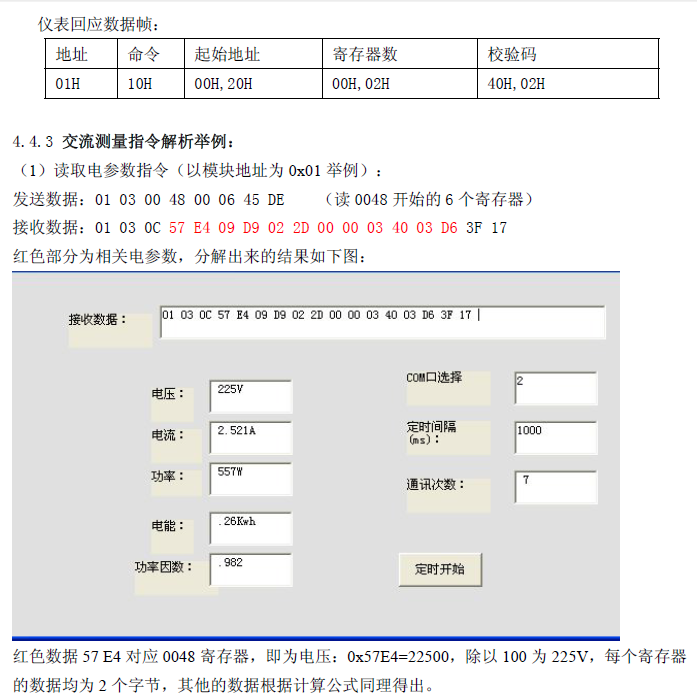 仪表回应数据帧：
地址 命令 起始地址 寄存器数 校验码
01H 10H 00H,20H 00H,02H 40H,02H
4.4.3 交流测量指令解析举例：
（1）读取电参数指令（以模块地址为 0x01 举例）：
发送数据：01 03 00 48 00 06 45 DE （读 0048 开始的 6 个寄存器）
接收数据：01 03 0C 57 E4 09 D9 02 2D 00 00 03 40 03 D6 3F 17
红色部分为相关电参数，分解出来的结果如下图：
接收数据： 01 03 0C 57 E4 09 D9 02 2D 00 00 03 40 03 D6 3F 17
电压： 225V
COM口选择 2
电流： 2.521A
定时间隔
(ms)： 1000
功率： 557W
通讯次数： 7
电能： .26Kwh
功率因数： .982
定时开始
红色数据 57 E4 对应 0048 寄存器，即为电压：0x57E4=22500，除以 100 为 225V，每个寄存器
的数据均为 2 个字节，其他的数据根据计算公式同理得出。